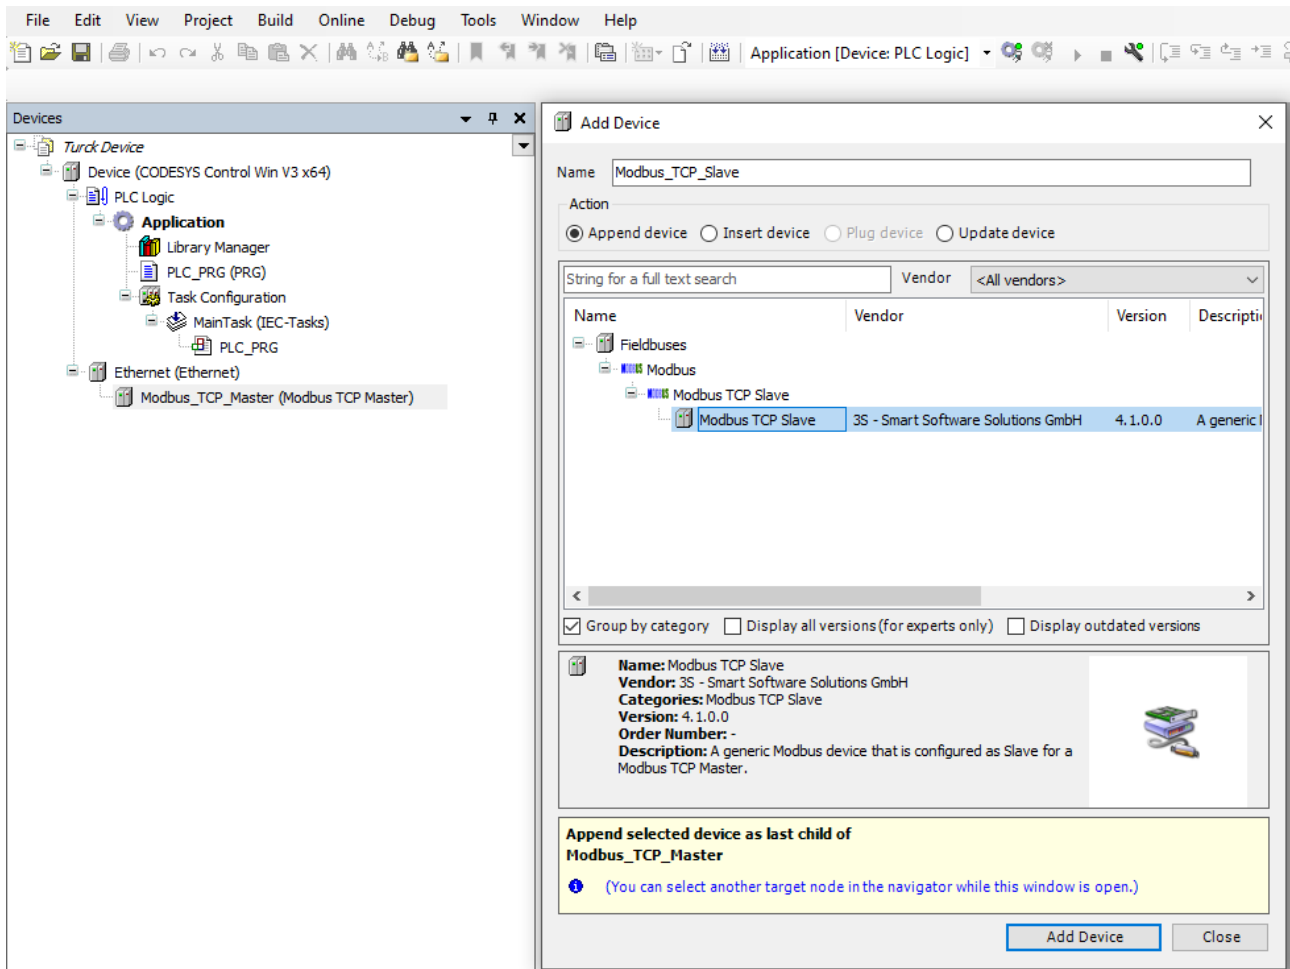 File Edit View Project Build Online Debug Tools Window Help
Application [Device: PLC Logic]
Devices
Turck Device
Device (CODESYS Control Win V3 x64)
PLC Logic
Application
Library Manager
PLC_PRG (PRG)
Task Configuration
MainTask (IEC-Tasks)
PLC_PRG
Ethernet (Ethernet)
Modbus_TCP_Master (Modbus TCP Master)
Add Device
Name Modbus_TCP_Slave
Action
Append device Insert device Plug device Update device
String for a full text search Vendor <All vendors>
Name Vendor Version Descripti
Fieldbuses
MODBUS Modbus
MODBUS Modbus TCP Slave
Modbus TCP Slave 3S - Smart Software Solutions GmbH 4.1.0.0 A generic
Group by category Display all versions (for experts only) Display outdated versions
Name: Modbus TCP Slave
Vendor: 3S - Smart Software Solutions GmbH
Categories: Modbus TCP Slave
Version: 4.1.0.0
Order Number: -
Description: A generic Modbus device that is configured as Slave for a
Modbus TCP Master.
Append selected device as last child of
Modbus_TCP_Master
(You can select another target node in the navigator while this window is open.)
Add Device Close